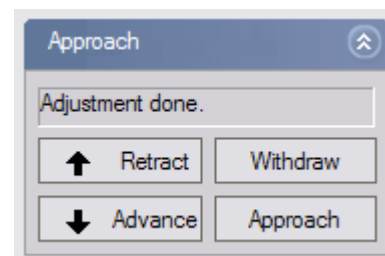 Approach
Adjustment done.
Retract Withdraw
Advance Approach